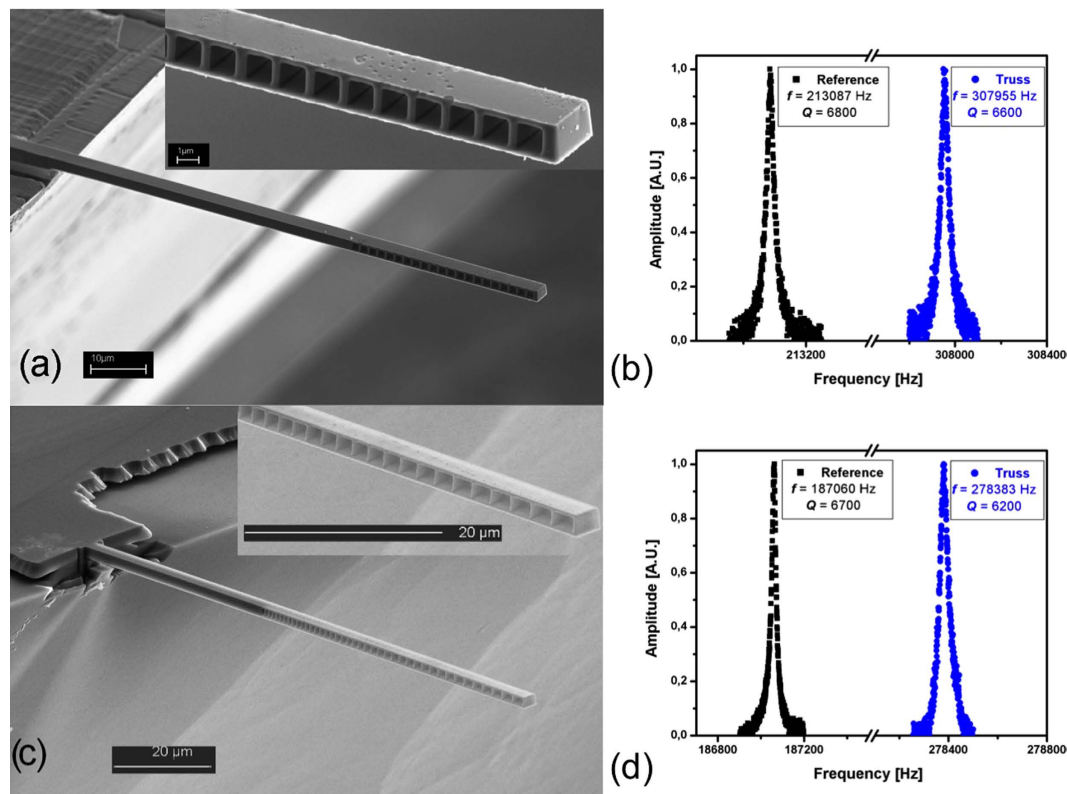 1µm
10µm
(a)
1,0
0,8
0,6
0,4
0,2
0,0
Amplitude [A.U.]
Reference
f = 213087 Hz
Q = 6800
Truss
f = 307955 Hz
Q = 6600
213200
308000
308400
Frequency [Hz]
(b)
20 µm
20 µm
(c)
1,0
0,8
0,6
0,4
0,2
0,0
Amplitude [A.U.]
Reference
f = 187060 Hz
Q = 6700
Truss
f = 278383 Hz
Q = 6200
186800
187200
278400
278800
Frequency [Hz]
(d)